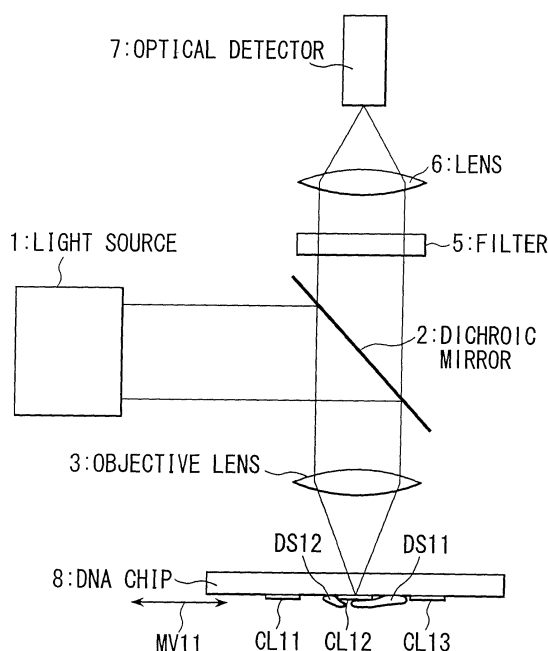 7:OPTICAL DETECTOR
6:LENS
1:LIGHT SOURCE
5:FILTER
2:DICHROIC
MIRROR
3:OBJECTIVE LENS
DS12
DS11
8:DNA CHIP
MV11
CL11
CL12
CL13